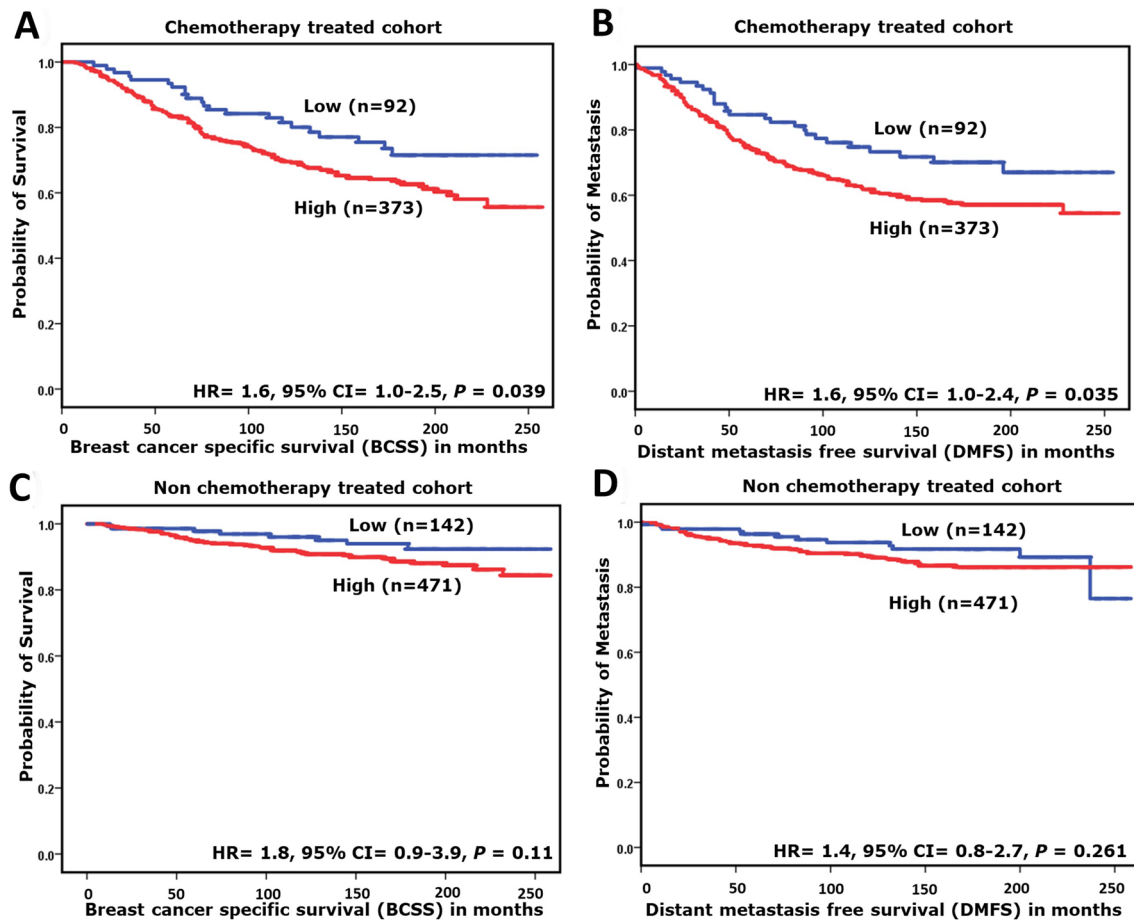 A
Chemotherapy treated cohort
Probability of Survival
1.0
0.8
0.6
0.4
0.2
0.0
Low (n=92)
High (n=373)
HR= 1.6, 95% CI= 1.0-2.5, P = 0.039
0 50 100 150 200 250
Breast cancer specific survival (BCSS) in months
B
Chemotherapy treated cohort
Probability of Metastasis
1.0
0.8
0.6
0.4
0.2
0.0
Low (n=92)
High (n=373)
HR= 1.6, 95% CI= 1.0-2.4, P = 0.035
0 50 100 150 200 250
Distant metastasis free survival (DMFS) in months
C
Non chemotherapy treated cohort
Probability of Survival
1.0
0.8
0.6
0.4
0.2
0.0
Low (n=142)
High (n=471)
HR= 1.8, 95% CI= 0.9-3.9, P = 0.11
0 50 100 150 200 250
Breast cancer specific survival (BCSS) in months
D
Non chemotherapy treated cohort
Probability of Metastasis
1.0
0.8
0.6
0.4
0.2
0.0
Low (n=142)
High (n=471)
HR= 1.4, 95% CI= 0.8-2.7, P = 0.261
0 50 100 150 200 250
Distant metastasis free survival (DMFS) in months